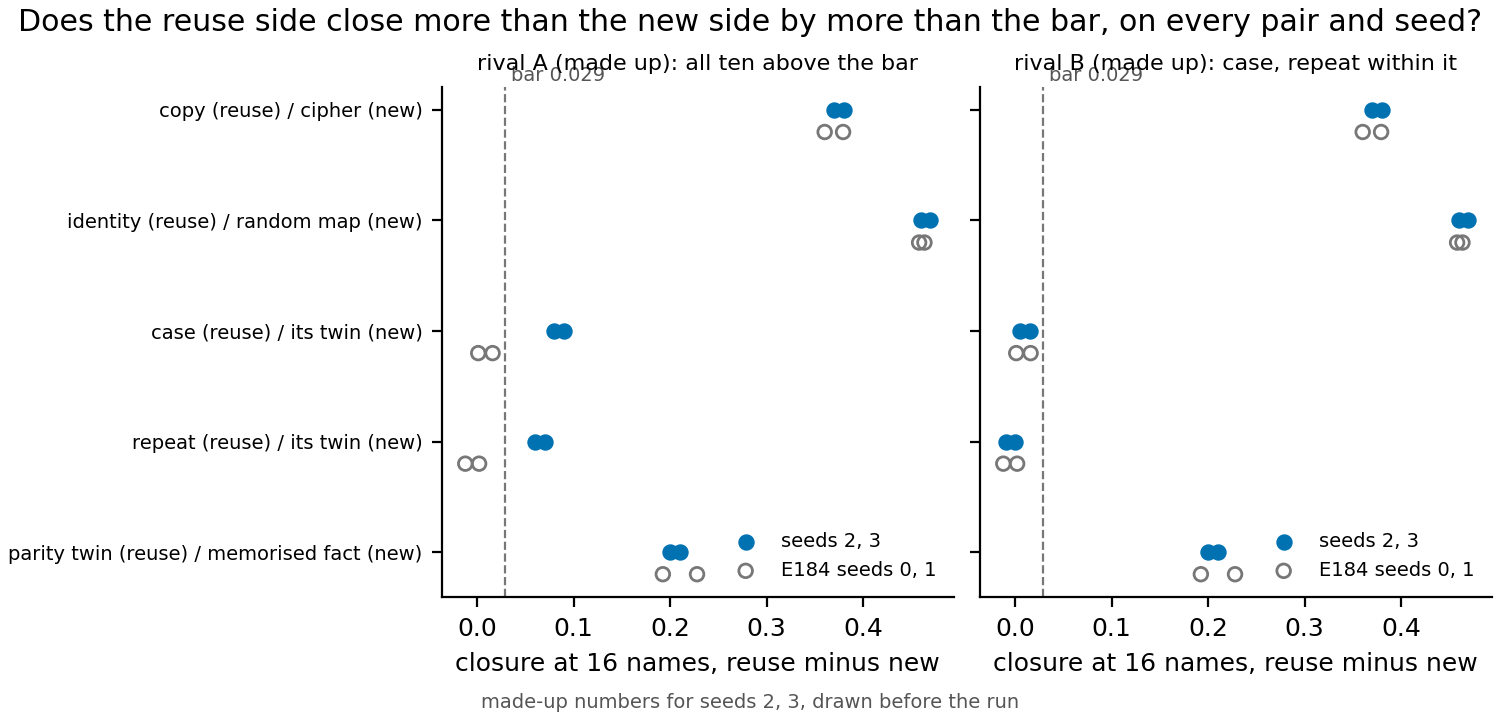 Does the reuse side close more than the new side by more than the bar, on every pair and seed?
rival A (made up): all ten above the bar
bar 0.029
rival B (made up): case, repeat within it
bar 0.029
copy (reuse) / cipher (new)
identity (reuse) / random map (new)
case (reuse) / its twin (new)
repeat (reuse) / its twin (new)
parity twin (reuse) / memorised fact (new)
seeds 2, 3
E184 seeds 0, 1
seeds 2, 3
E184 seeds 0, 1
0.0 0.1 0.2 0.3 0.4
0.0 0.1 0.2 0.3 0.4
closure at 16 names, reuse minus new
closure at 16 names, reuse minus new
made-up numbers for seeds 2, 3, drawn before the run